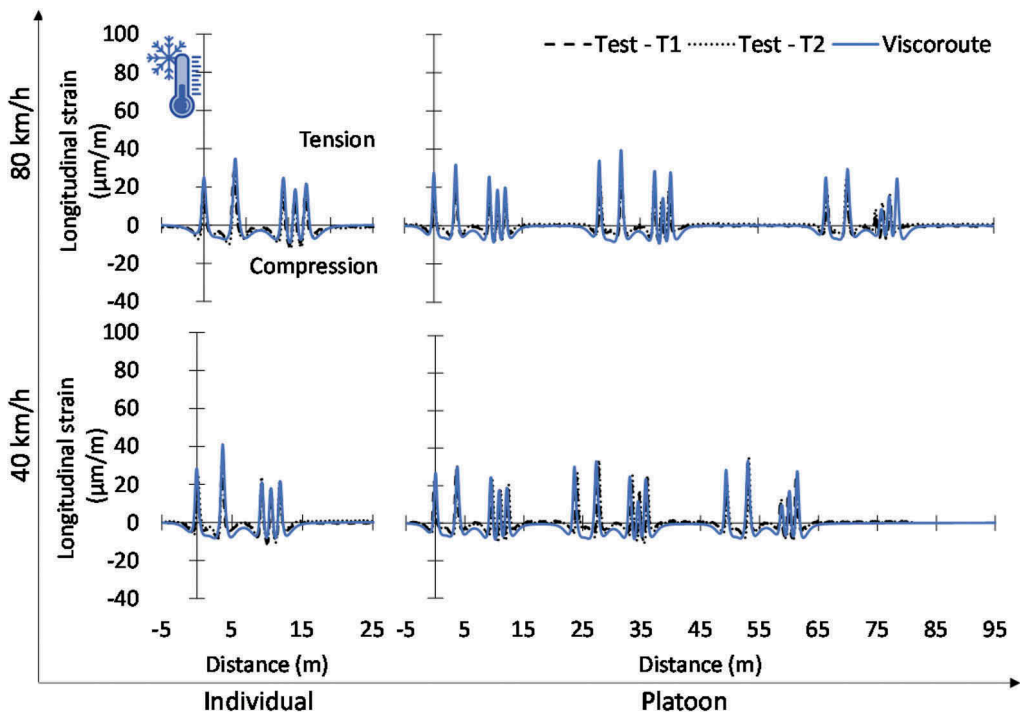 Test - T1
Test - T2
Viscoroute
80 km/h
Longitudinal strain
(µm/m)
100
80
60
40
20
0
-20
-40
Tension
Compression
40 km/h
Longitudinal strain
(µm/m)
100
80
60
40
20
0
-20
-40
-5 5 15 25
-5 5 15 25 35 45 55 65 75 85 95
Distance (m)
Distance (m)
Individual
Platoon